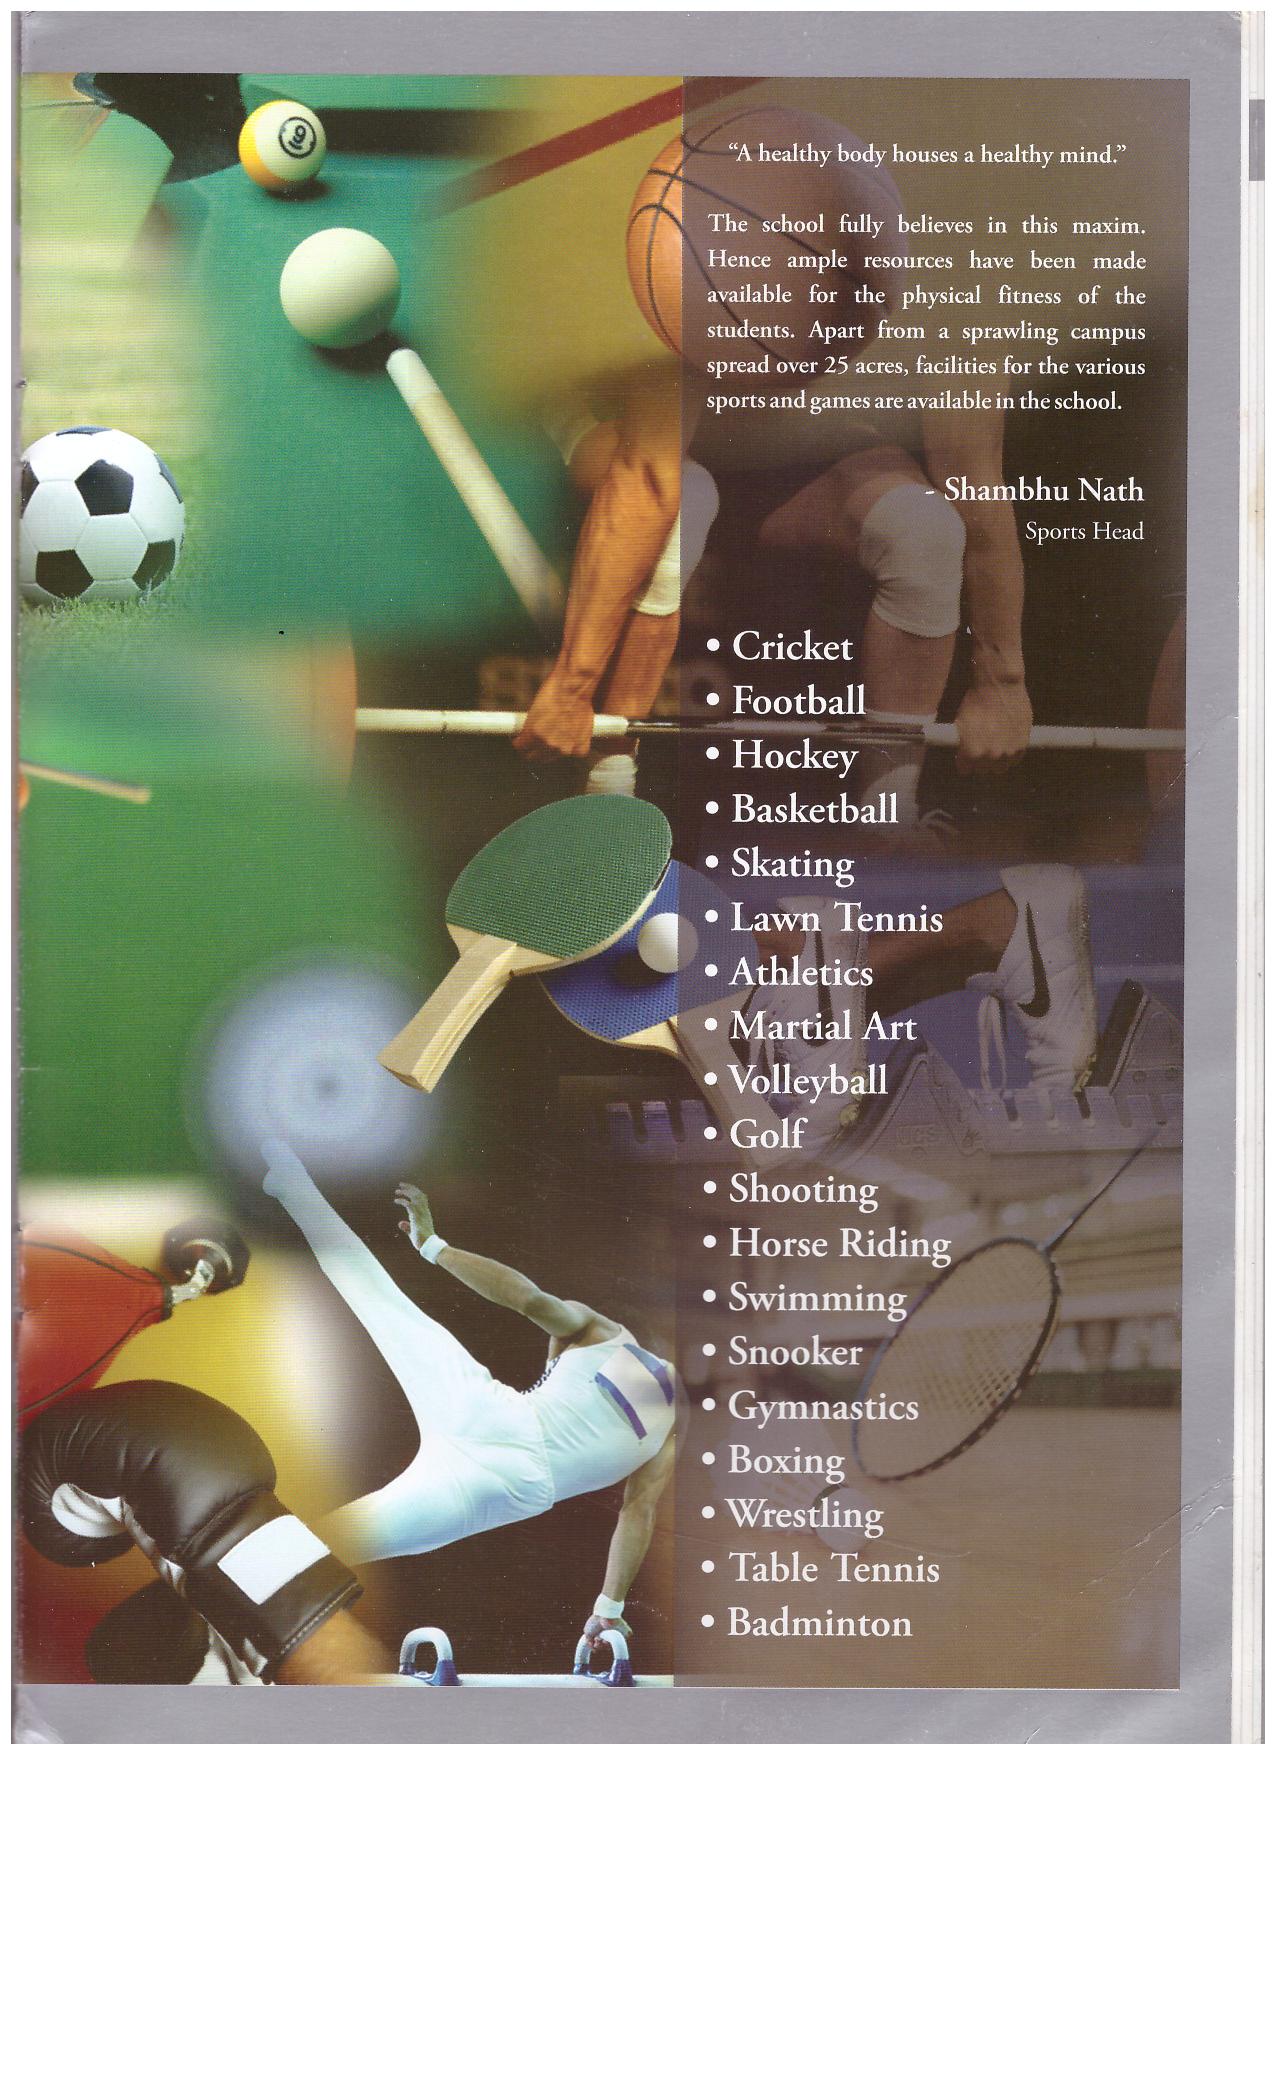 9
“A healthy body houses a healthy mind.”
The school fully believes in this maxim.
Hence ample resources have been made
available for the physical fitness of the
students. Apart from a sprawling campus
spread over 25 acres, facilities for the various
sports and games are available in the school.
- Shambhu Nath
Sports Head
• Cricket
• Football
• Hockey
• Basketball
• Skating
• Lawn Tennis
• Athletics
• Martial Art
• Volleyball
• Golf
• Shooting
• Horse Riding
• Swimming
• Snooker
• Gymnastics
• Boxing
• Wrestling
• Table Tennis
• Badminton